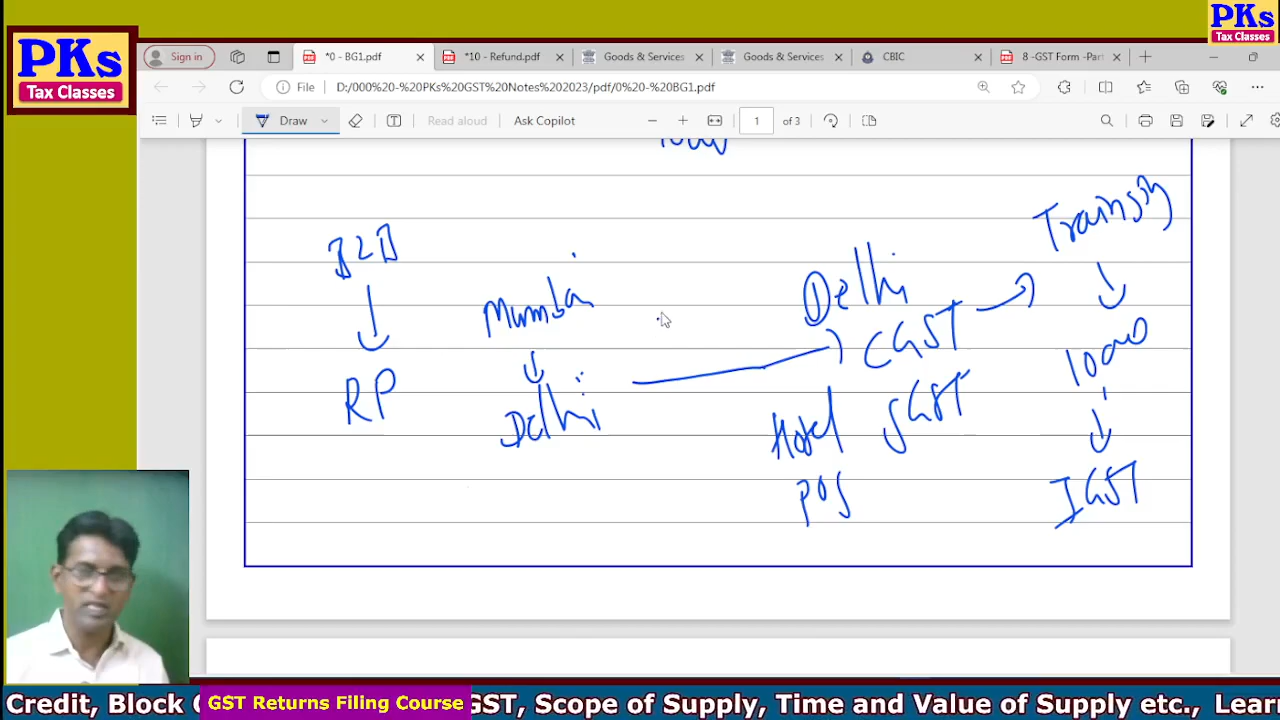 PKs
Tax Classes
PKs
Tax Classes
Sign in
*0 - BG1.pdf
*10 - Refund.pdf
Goods & Services
Goods & Services
CBIC
8 -GST Form -Part
File
D:/000%20-%20PKs%20GST%20Notes%202023/pdf/0%20-%20BG1.pdf
Draw
Read aloud
Ask Copilot
1
of 3
B2B
RP
Mumbai
Delhi
Delhi
CGST
Hotel SGST
POS
Training
1000
IGST
Credit, Block
GST Returns Filing Course
GST, Scope of Supply, Time and Value of Supply etc., Learn